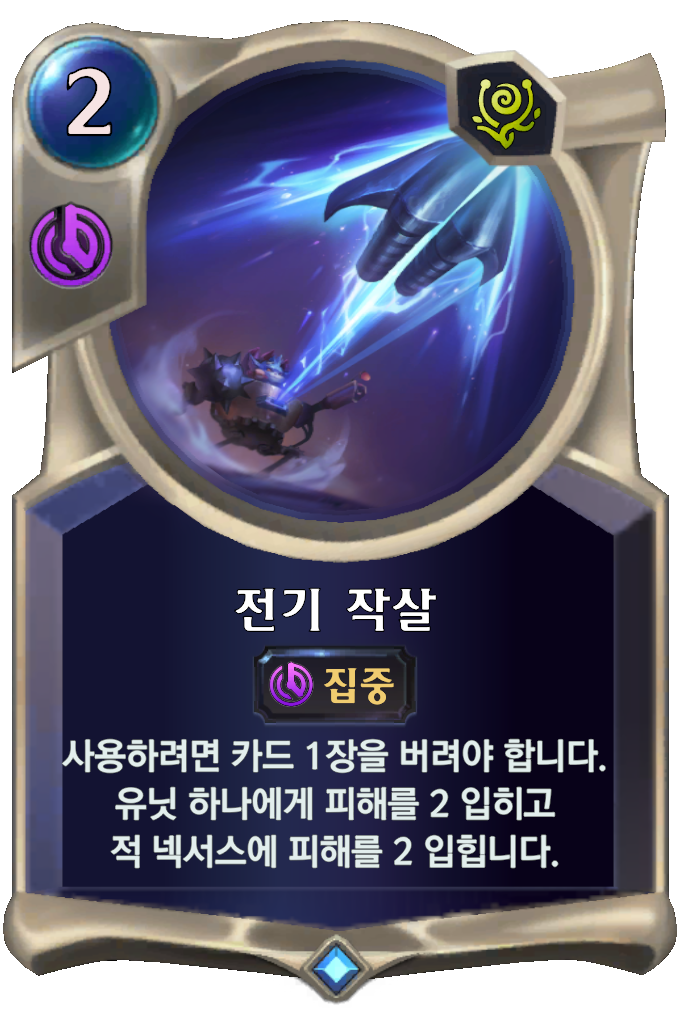 2
전기 작살
집중
사용하려면 카드 1장을 버려야 합니다.
유닛 하나에게 피해를 2 입히고
적 넥서스에 피해를 2 입힙니다.